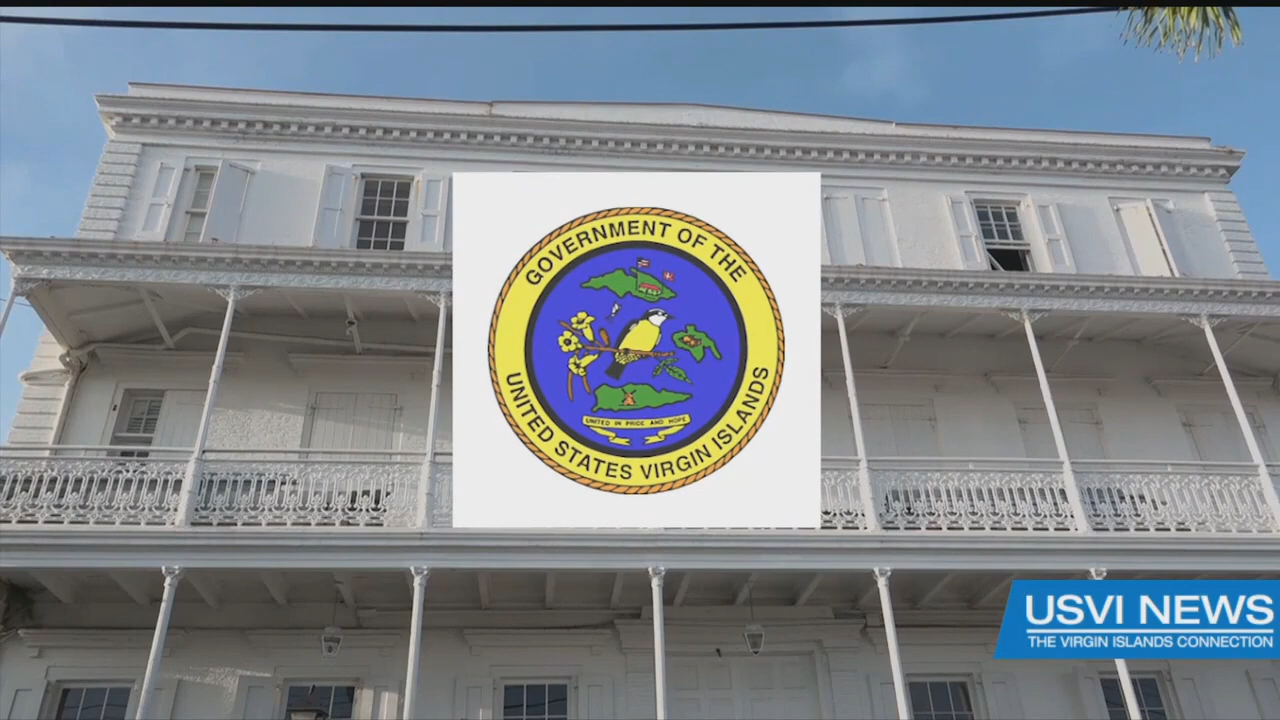 GOVERNMENT OF THE
UNITED STATES VIRGIN ISLANDS
UNITED IN PRIDE AND HOPE
USVI NEWS
THE VIRGIN ISLANDS CONNECTION